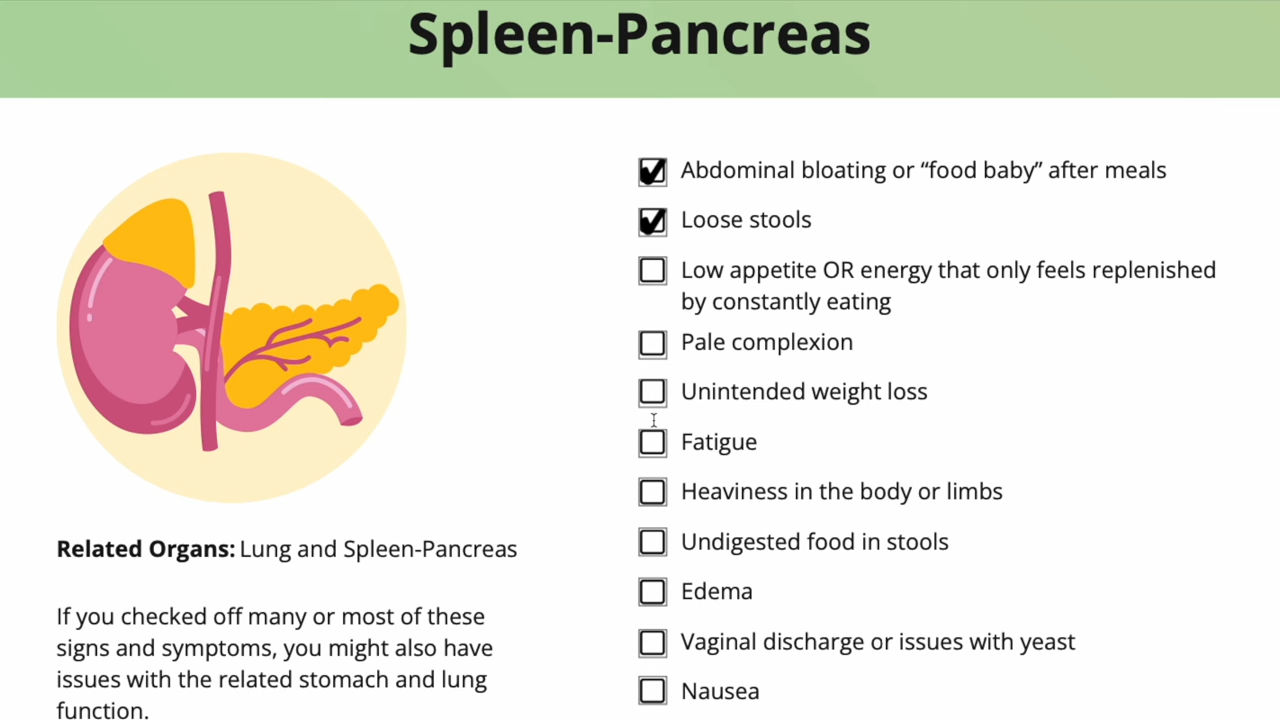 Spleen-Pancreas
Abdominal bloating or “food baby” after meals
Loose stools
Low appetite OR energy that only feels replenished
by constantly eating
Pale complexion
Unintended weight loss
Fatigue
Heaviness in the body or limbs
Undigested food in stools
Edema
Vaginal discharge or issues with yeast
Nausea
Related Organs: Lung and Spleen-Pancreas
If you checked off many or most of these
signs and symptoms, you might also have
issues with the related stomach and lung
function.